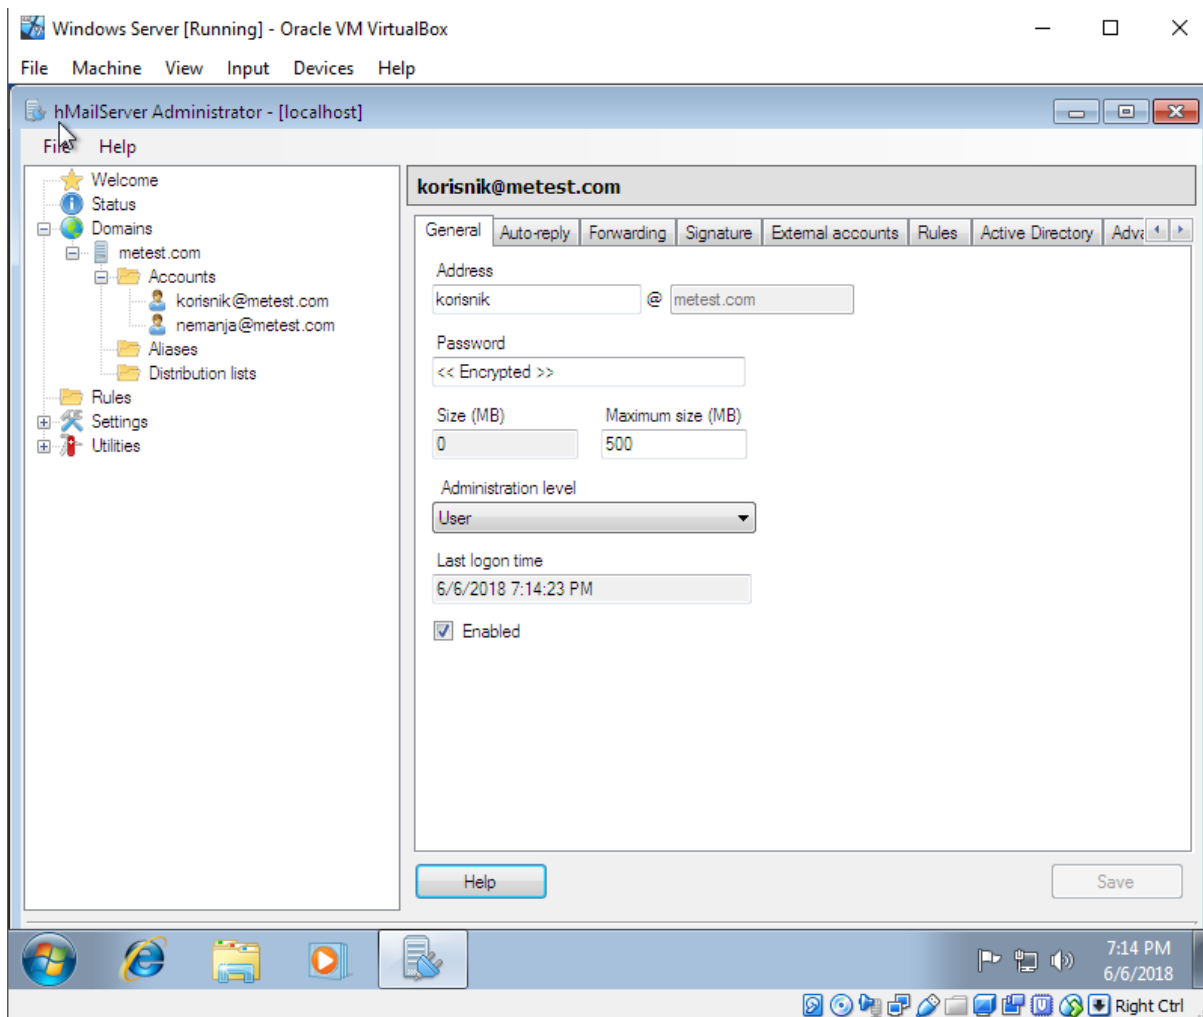 Windows Server [Running] - Oracle VM VirtualBox
File Machine View Input Devices Help
hMailServer Administrator - [localhost]
File Help
Welcome
Status
Domains
metest.com
Accounts
korisnik@metest.com
nemanja@metest.com
Aliases
Distribution lists
Rules
Settings
Utilities
korisnik@metest.com
General Auto-reply Forwarding Signature External accounts Rules Active Directory
Address
korisnik @ metest.com
Password
<< Encrypted >>
Size (MB) Maximum size (MB)
0 500
Administration level
User
Last logon time
6/6/2018 7:14:23 PM
Enabled
Help Save
7:14 PM
6/6/2018
Right Ctrl